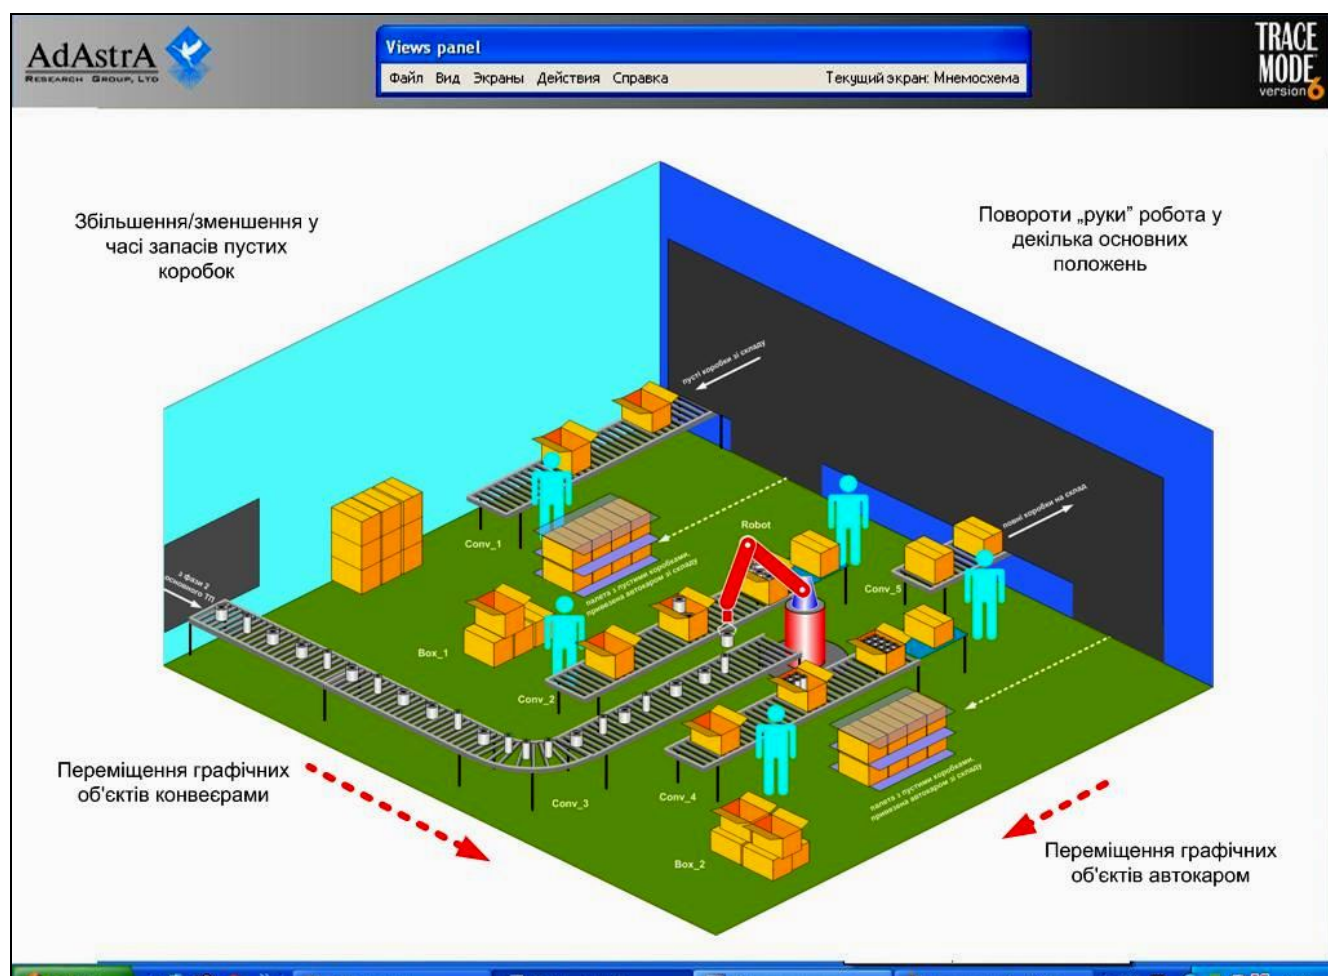 AdAstrA
RESEARCH GROUP, LTD
Views panel
Файл Вид Экраны Действия Справка
Текущий экран: Мнемосхема
TRACE
MODE
version 6
Збільшення/зменшення у
часі запасів пустих
коробок
Повороти „руки” робота у
декілька основних
положень
пусті коробки зі складу
повні коробки на склад
Robot
Conv_1
Conv_5
палета з пустими коробками,
привезена автокаром зі складу
з фази 2
основного ТП
Box_1
Conv_2
Conv_3
Conv_4
палета з пустими коробками,
привезена автокаром зі складу
Box_2
Переміщення графічних
об'єктів конвеєрами
Переміщення графічних
об'єктів автокаром